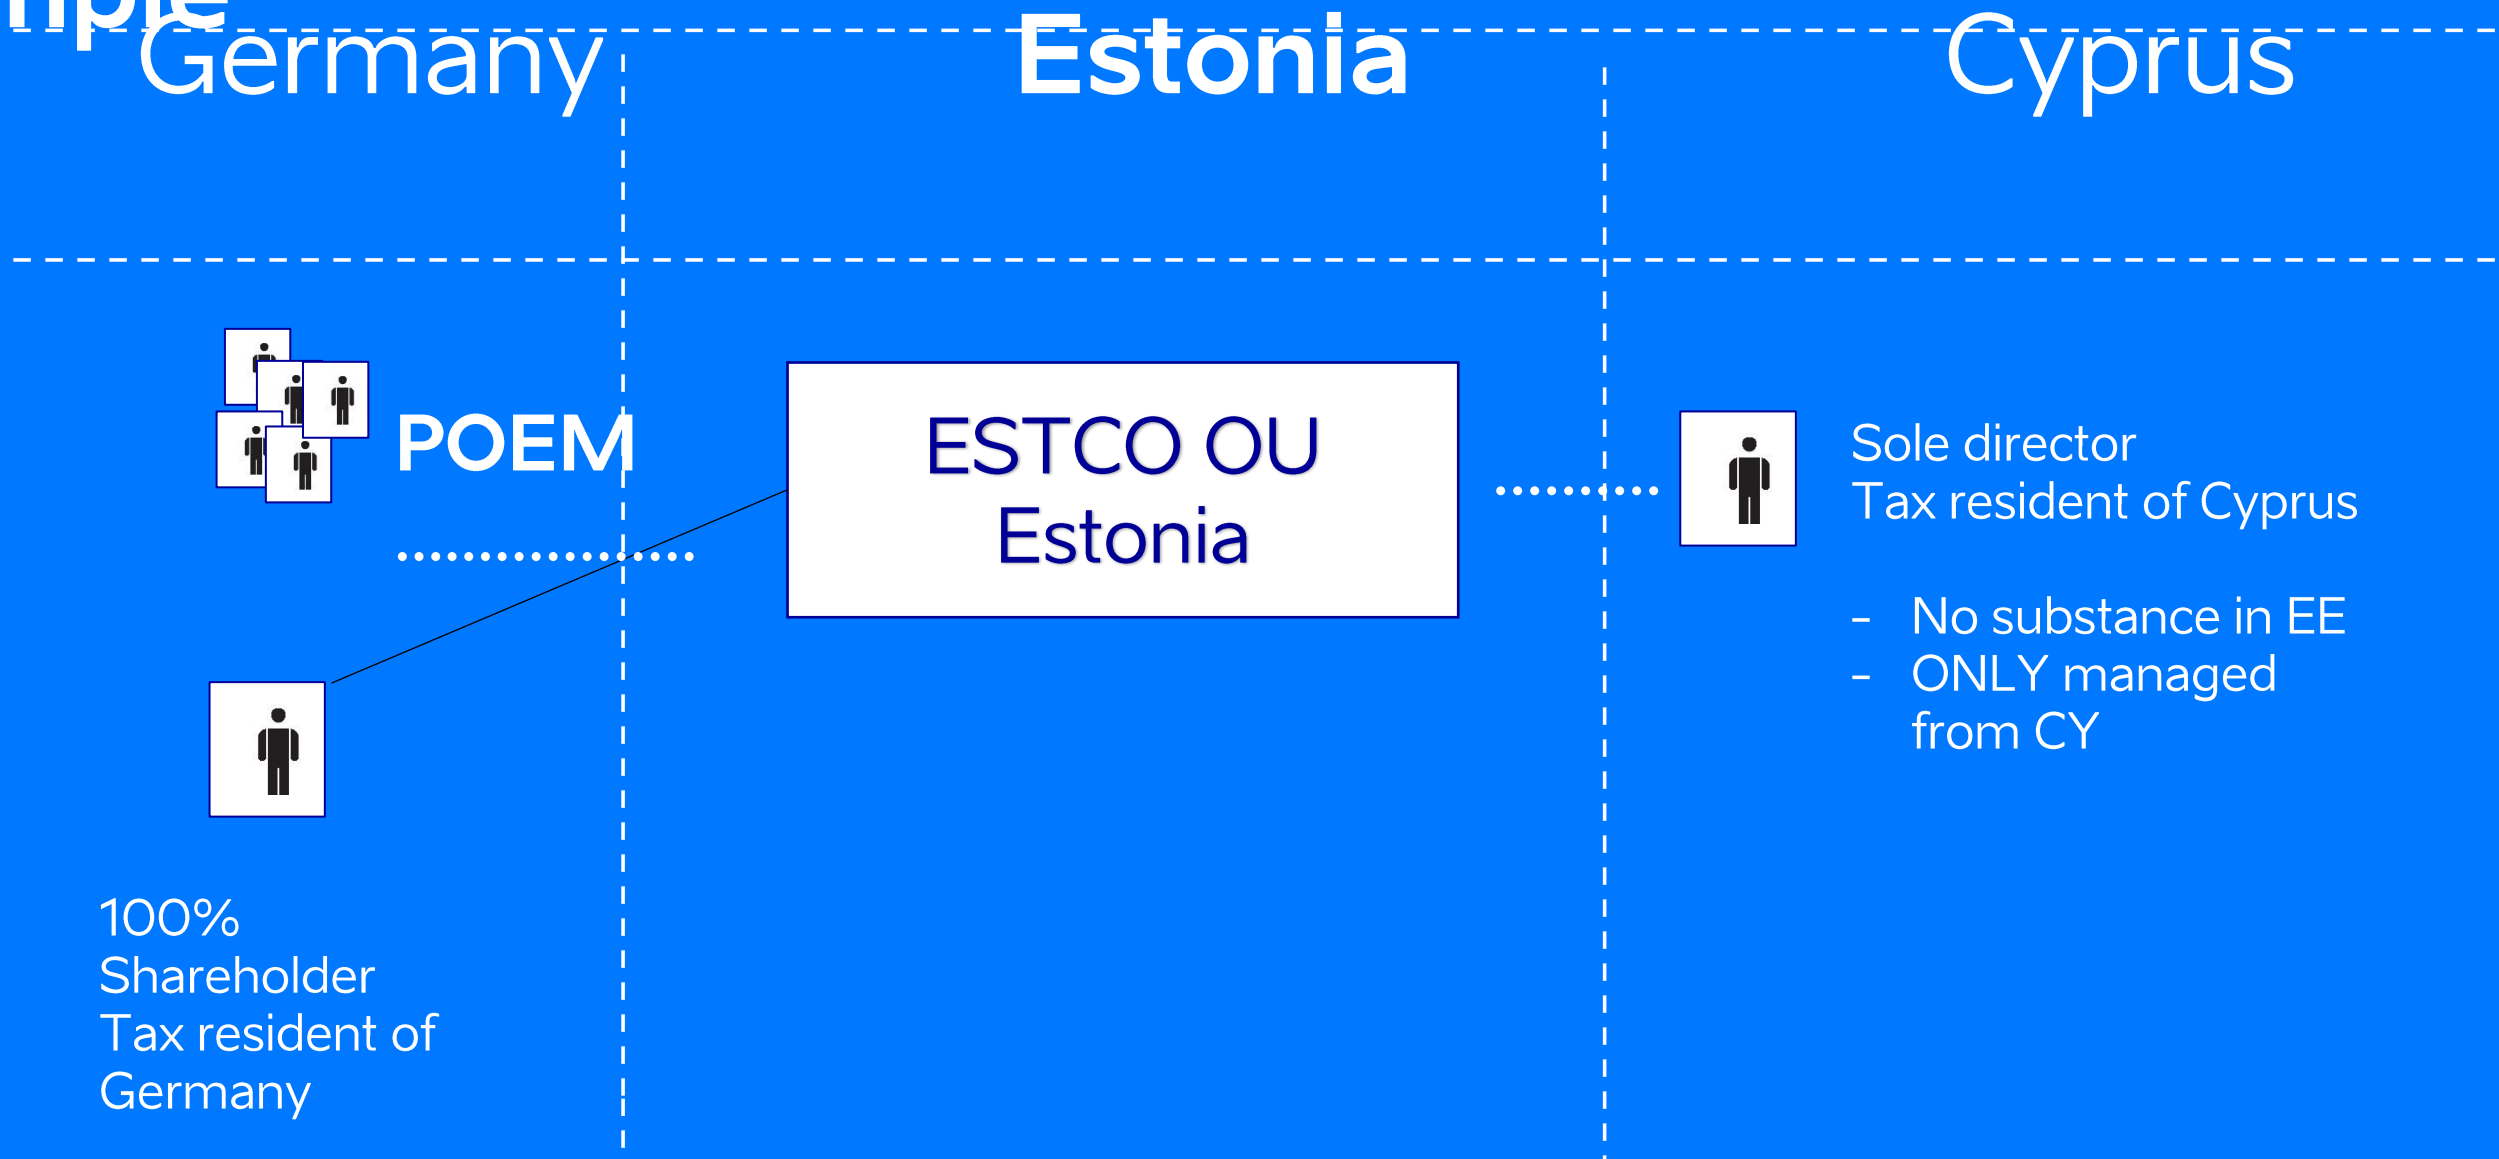 Germany
Estonia
Cyprus
POEM
ESTCO OU
Estonia
Sole director
Tax resident of Cyprus
- No substance in EE
- ONLY managed
from CY
100%
Shareholder
Tax resident of
Germany